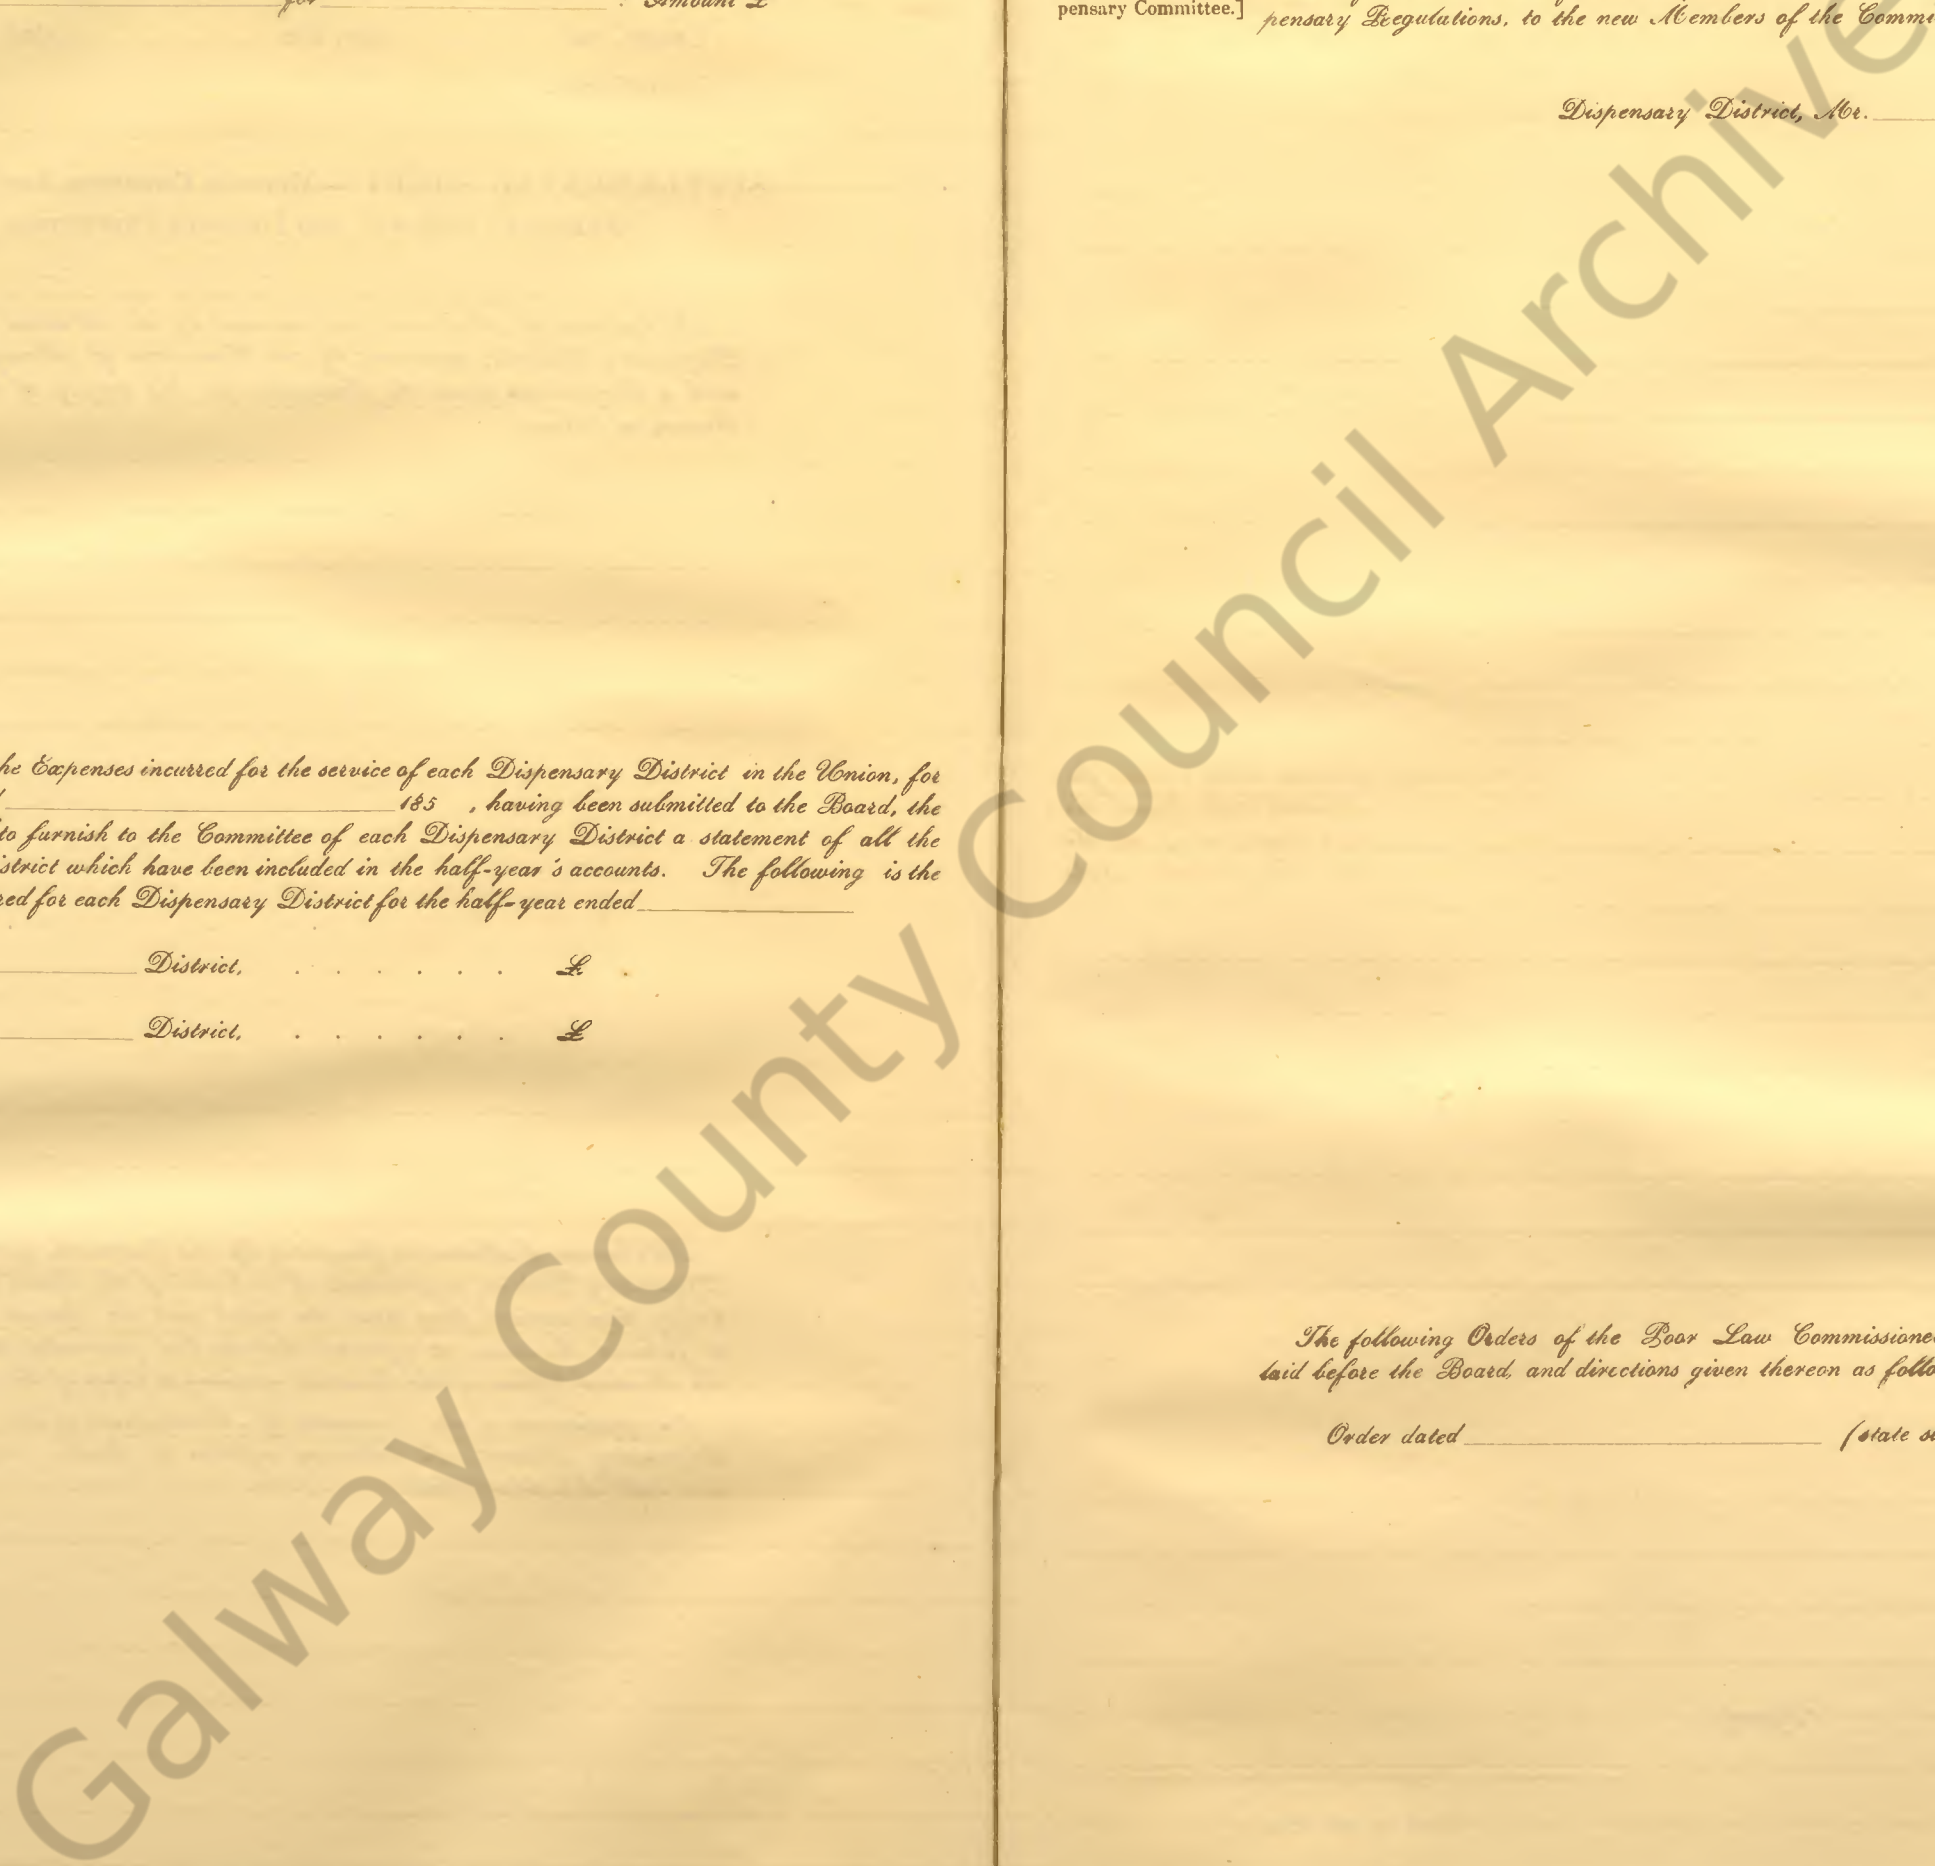 for . Amount £
he Expenses incurred for the service of each Dispensary District in the Union, for
185 , having been submitted to the Board, the
to furnish to the Committee of each Dispensary District a statement of all the
istrict which have been included in the half-year's accounts. The following is the
red for each Dispensary District for the half-year ended
District, . . . . . . £ .
District, . . . . . . £
pensary Committee.]
pensary Regulations, to the new Members of the Commi
Dispensary District, Mr.
The following Orders of the Poor Law Commissione
laid before the Board, and directions given thereon as follo
Order dated (state su
Galway County Council Archive